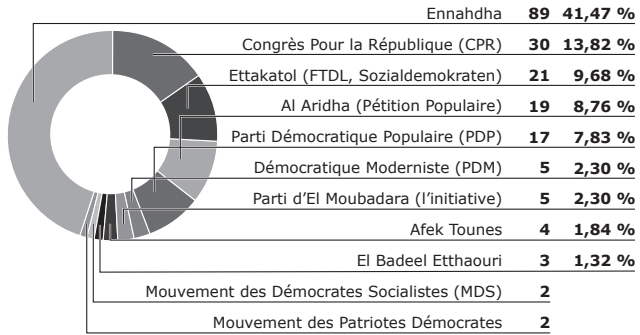 Ennahdha 89 41,47 %
Congrès Pour la République (CPR) 30 13,82 %
Ettakatol (FTDL, Sozialdemokraten) 21 9,68 %
Al Aridha (Pétition Populaire) 19 8,76 %
Parti Démocratique Populaire (PDP) 17 7,83 %
Démocratique Moderniste (PDM) 5 2,30 %
Parti d’El Moubadara (l’initiative) 5 2,30 %
Afek Tounes 4 1,84 %
El Badeel Etthaouri 3 1,32 %
Mouvement des Démocrates Socialistes (MDS) 2
Mouvement des Patriotes Démocrates 2